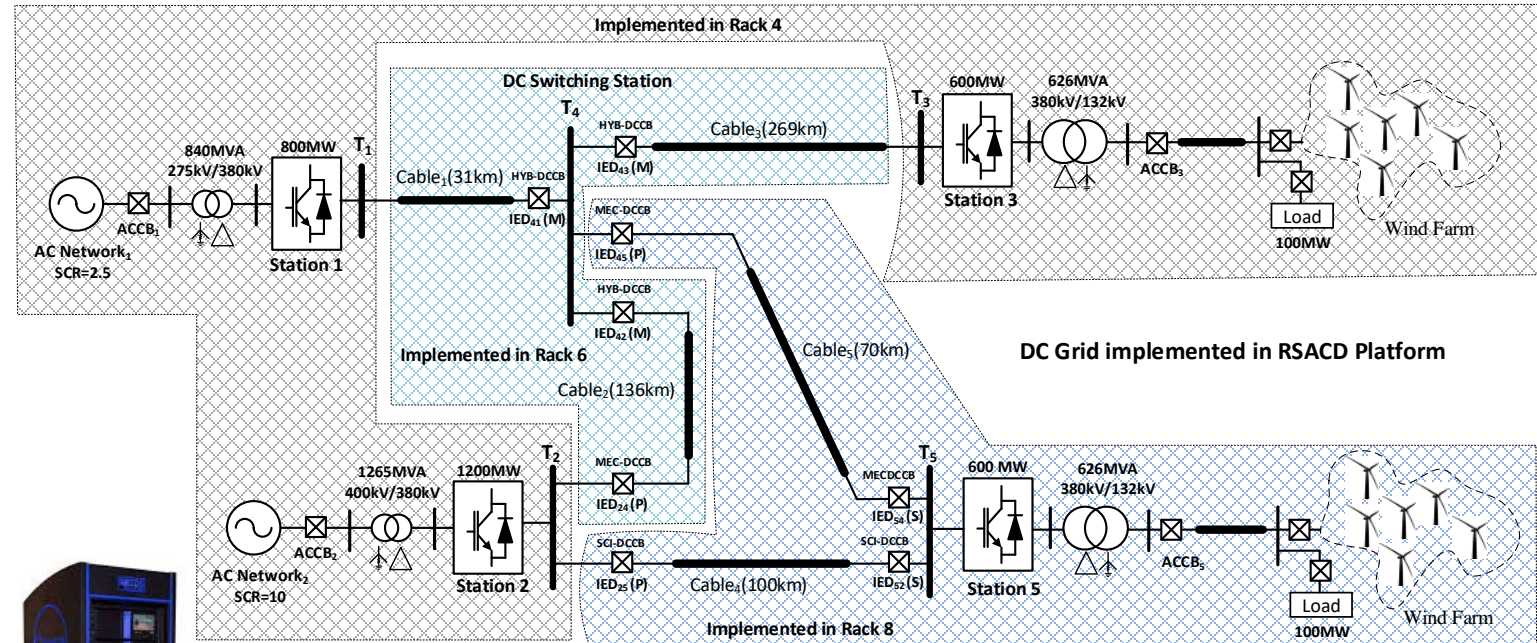 Implemented in Rack 4
DC Switching Station
T4
HYB-DCCB
IED43(M)
Cable3(269km)
T3
600MW
Station 3
626MVA
380kV/132kV
ACCB3
Load
100MW
Wind Farm
840MVA
275kV/380kV
800MW
T1
Cable1(31km)
HYB-DCCB
IED41(M)
ACCB1
AC Network1
SCR=2.5
Station 1
MEC-DCCB
IED45(P)
HYB-DCCB
IED42(M)
Implemented in Rack 6
Cable5(70km)
DC Grid implemented in RSACD Platform
Cable2(136km)
1265MVA
400kV/380kV
1200MW
T2
MEC-DCCB
IED24(P)
MECDCCB
IED54(S)
T5
600 MW
626MVA
380kV/132kV
ACCB2
AC Network2
SCR=10
Station 2
SCI-DCCB
IED25(P)
Cable4(100km)
SCI-DCCB
IED52(S)
Station 5
ACCB5
Load
100MW
Wind Farm
Implemented in Rack 8